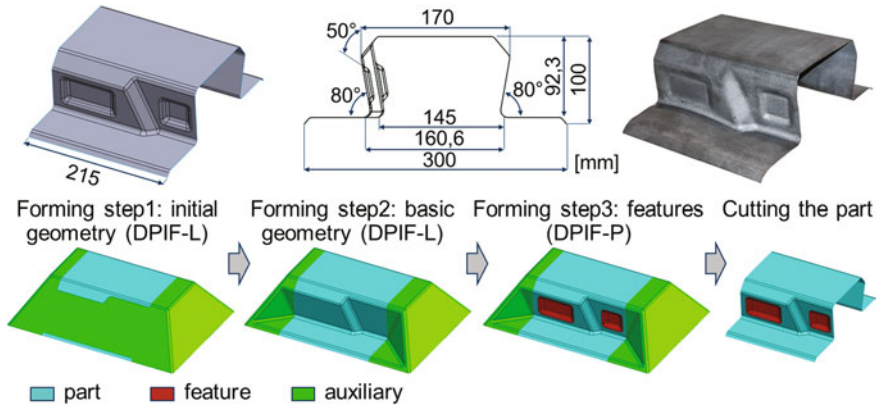 170
50°
80°
80°
92,3
100
145
160,6
300
[mm]
215
Forming step1: initial geometry (DPIF-L)
Forming step2: basic geometry (DPIF-L)
Forming step3: features (DPIF-P)
Cutting the part
part
feature
auxiliary